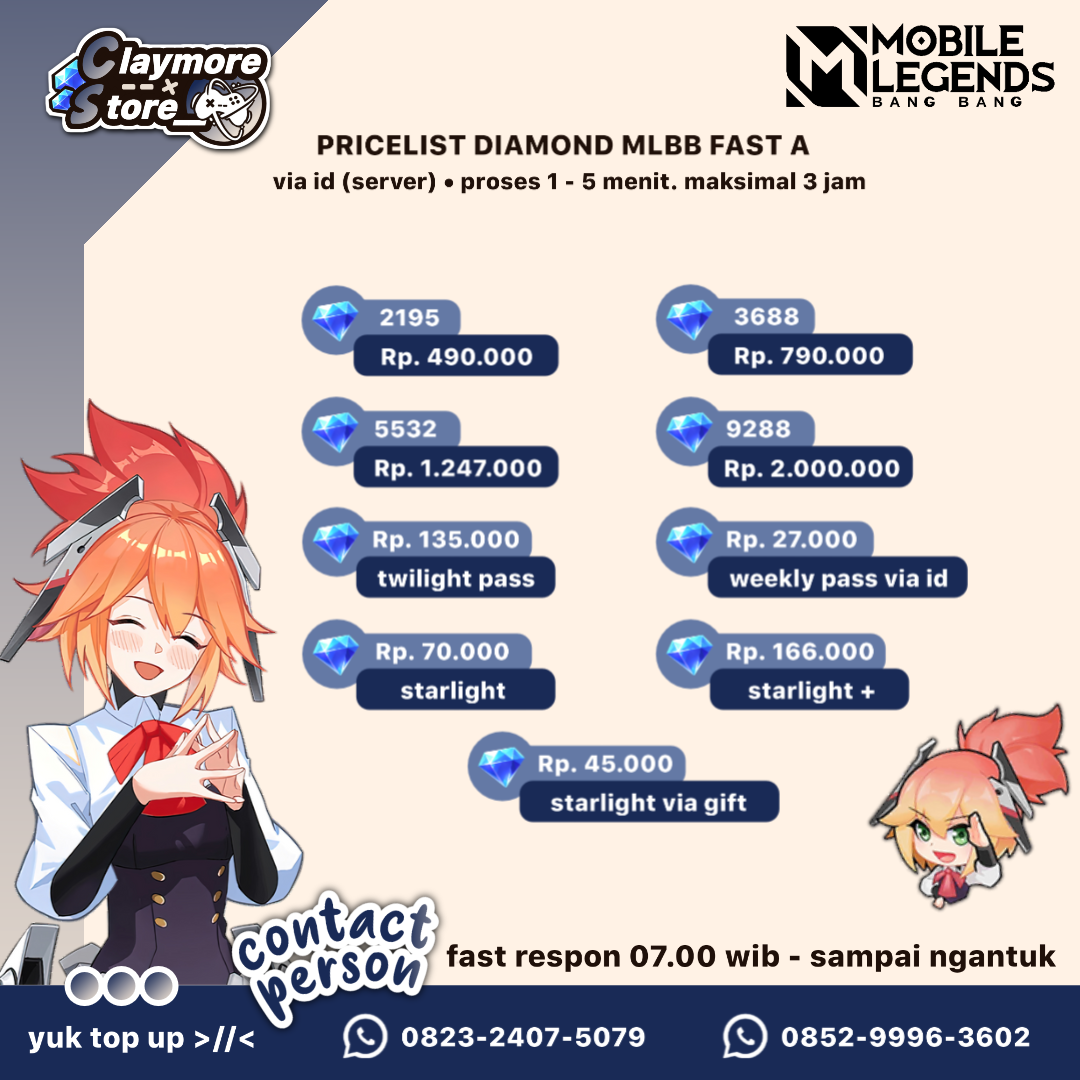 Claymore
Store_
MOBILE
LEGENDS
BANG BANG
PRICELIST DIAMOND MLBB FAST A
via id (server) • proses 1 - 5 menit. maksimal 3 jam
2195
Rp. 490.000
3688
Rp. 790.000
5532
Rp. 1.247.000
9288
Rp. 2.000.000
Rp. 135.000
twilight pass
Rp. 27.000
weekly pass via id
Rp. 70.000
starlight
Rp. 166.000
starlight +
Rp. 45.000
starlight via gift
contact
person
fast respon 07.00 wib - sampai ngantuk
yuk top up >//<
0823-2407-5079
0852-9996-3602